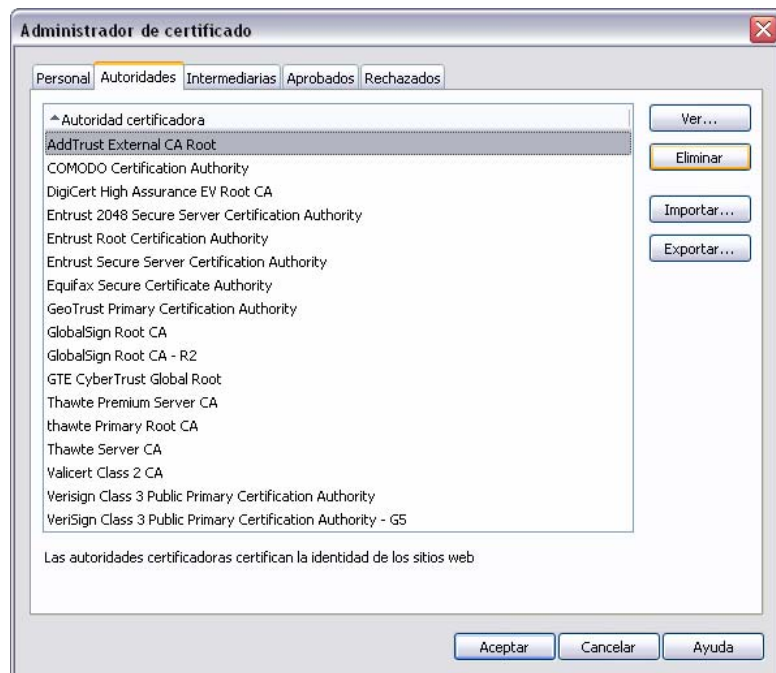 Administrador de certificado
Personal Autoridades Intermediarias Aprobados Rechazados
Autoridad certificadora
AddTrust External CA Root
COMODO Certification Authority
DigiCert High Assurance EV Root CA
Entrust 2048 Secure Server Certification Authority
Entrust Root Certification Authority
Entrust Secure Server Certification Authority
Equifax Secure Certificate Authority
GeoTrust Primary Certification Authority
GlobalSign Root CA
GlobalSign Root CA - R2
GTE CyberTrust Global Root
Thawte Premium Server CA
thawte Primary Root CA
Thawte Server CA
Valicert Class 2 CA
Verisign Class 3 Public Primary Certification Authority
VeriSign Class 3 Public Primary Certification Authority - G5
Ver...
Eliminar
Importar...
Exportar...
Las autoridades certificadoras certifican la identidad de los sitios web
Aceptar Cancelar Ayuda